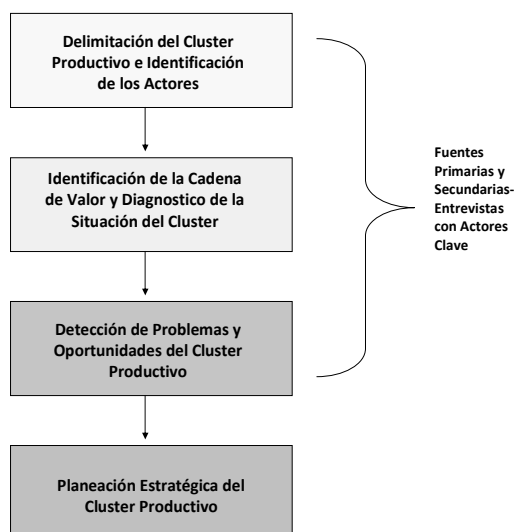 Delimitación del Cluster
Productivo e Identificación
de los Actores
Identificación de la Cadena
de Valor y Diagnostico de la
Situación del Cluster
Fuentes
Primarias y
Secundarias-
Entrevistas
con Actores
Clave
Detección de Problemas y
Oportunidades del Cluster
Productivo
Planeación Estratégica del
Cluster Productivo